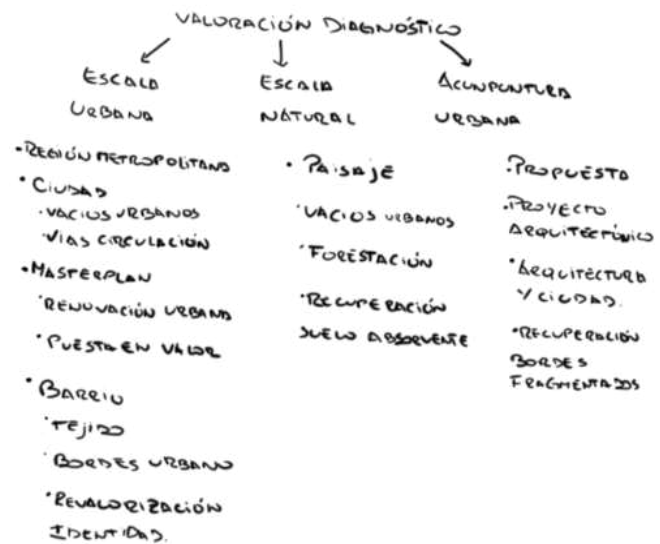 VALORACIÓN DIAGNÓSTICO
ESCALA
URBANA
• REGIÓN METROPOLITANA
• CIUDAD
• VACIOS URBANOS
• VIAS CIRCULACIÓN
• MASTERPLAN
• RENOVACIÓN URBANA
• PUESTA EN VALOR
• BARRIO
• TEJIDO
• BORDES URBANO
• REVALORIZACIÓN
IDENTIDAD.
ESCALA
NATURAL
• PAISAJE
• VACIOS URBANOS
• FORESTACIÓN
• RECUPERACIÓN
SUELO ABSORVENTE
ACUNPUNTURA
URBANA
• PROPUESTA
• PROYECTO
ARQUITECTÓNICO
• ARQUITECTURA
Y CIUDAD.
• RECUPERACIÓN
BORDES
FRAGMENTADOS